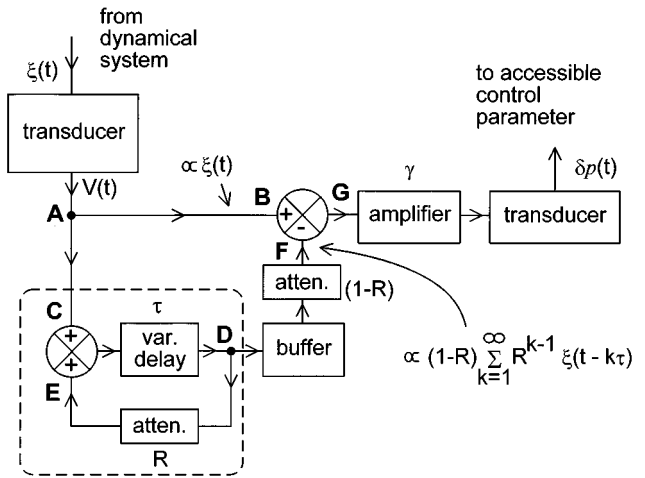 from
dynamical
system
ξ(t)
transducer
V(t)
A
∝ ξ(t)
B
+
-
G
γ
amplifier
to accessible
control
parameter
δp(t)
transducer
F
atten.
(1-R)
C
+
+
E
τ
var.
delay
D
buffer
atten.
R
∝ (1-R) ∞ Σ k=1 R^{k-1} ξ(t - kτ)